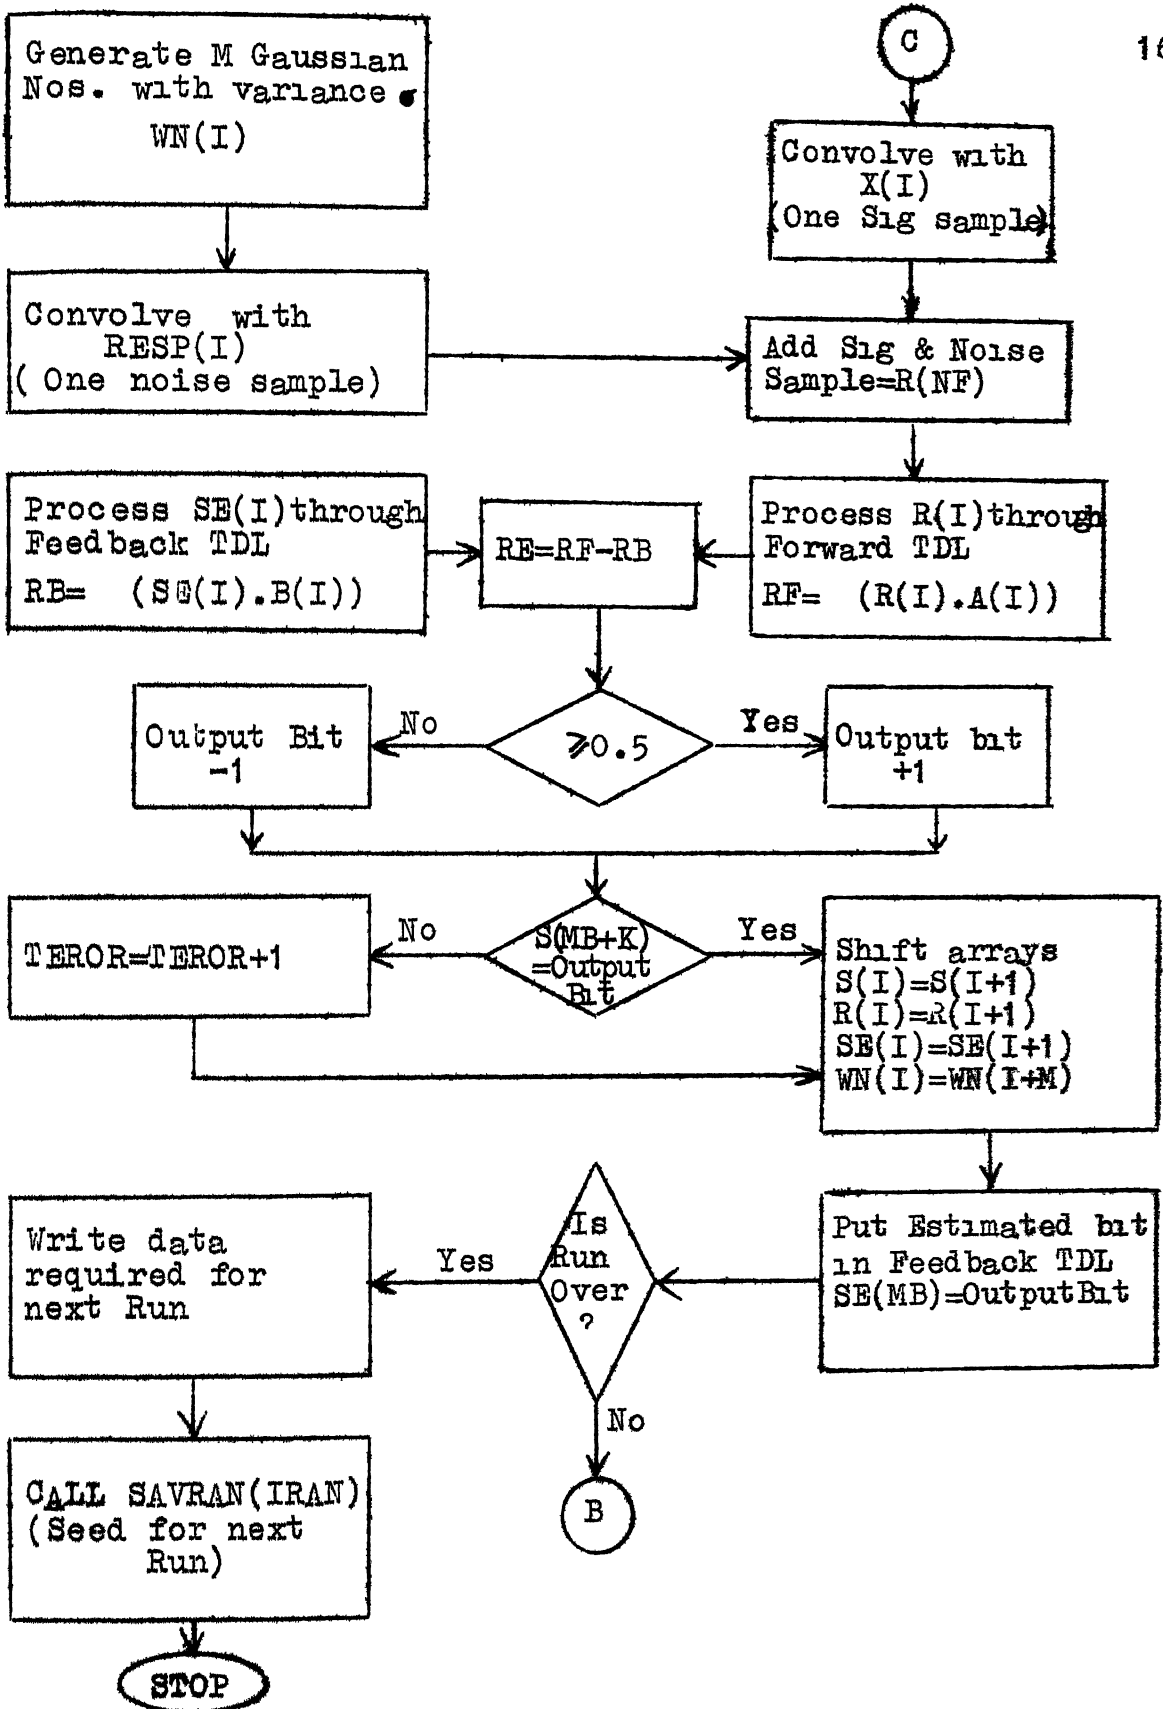 C
16
Generate M Gaussian
Nos. with variance
WN(I)
Convolve with
X(I)
(One Sig sample)
Convolve with
RESP(I)
( One noise sample)
Add Sig & Noise
Sample=R(NF)
Process SE(I)through
Feedback TDL
RB= (SE(I).B(I))
RE=RF-RB
Process R(I)through
Forward TDL
RF= (R(I).A(I))
Output Bit
-1
No
⩾0.5
Yes
Output bit
+1
TEROR=TEROR+1
No
S(MB+K)
=Output
Bit
Yes
Shift arrays
S(I)=S(I+1)
R(I)=R(I+1)
SE(I)=SE(I+1)
WN(I)=WN(I+M)
Write data
required for
next Run
Yes
Is
Run
Over
?
Put Estimated bit
in Feedback TDL
SE(MB)=OutputBit
No
B
CALL SAVRAN(IRAN)
(Seed for next
Run)
STOP